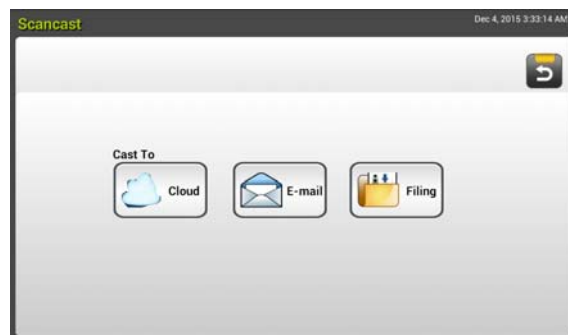 Scancast
Dec 4, 2015 3:33:14 AM
Cast To
Cloud
E-mail
Filing